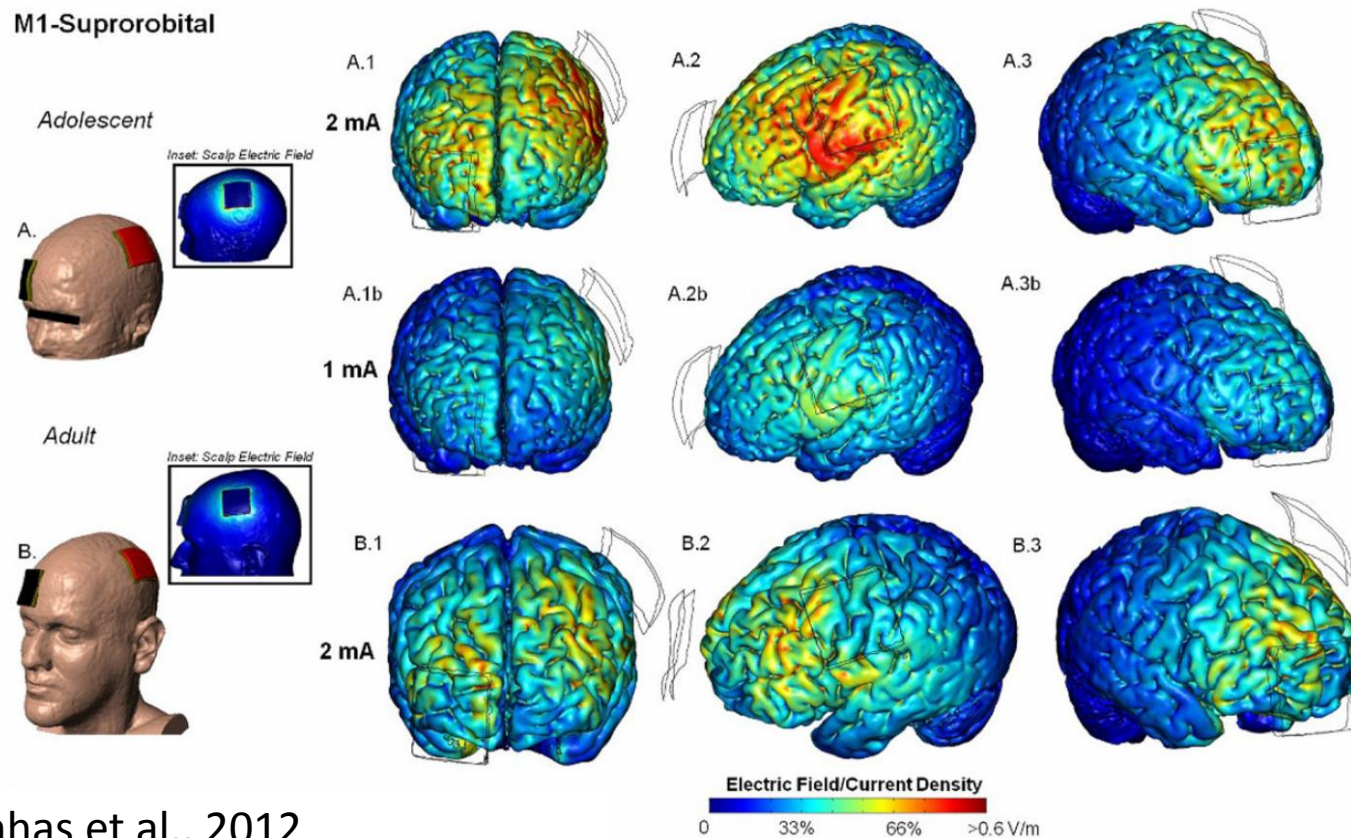 M1-Suprorobital
Adolescent
Inset: Scalp Electric Field
A.
A.1
A.2
A.3
2 mA
A.1b
A.2b
A.3b
1 mA
Adult
Inset: Scalp Electric Field
B.
B.1
B.2
B.3
2 mA
Electric Field/Current Density
0 33% 66% >0.6 V/m
et al., 2012